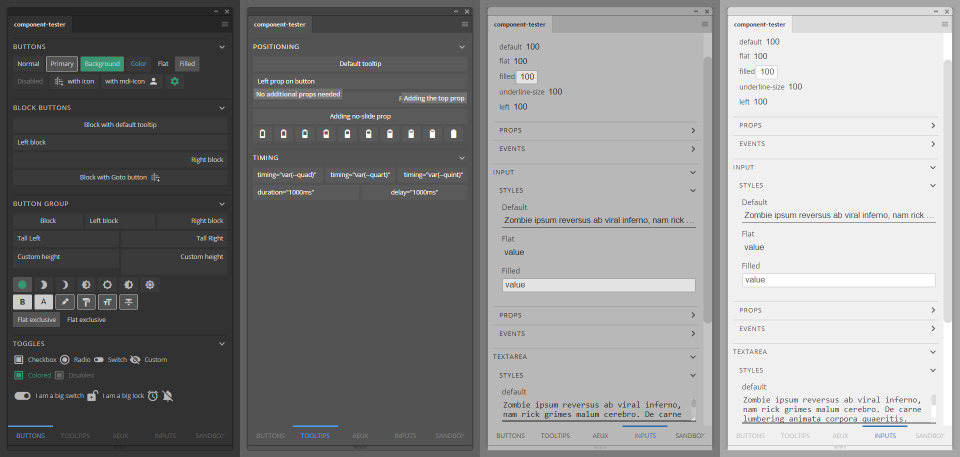 component-tester
BUTTONS
Normal Primary Background Color Flat Filled
Disabled with icon with mdi-icon
BLOCK BUTTONS
Block with default tooltip
Left block
Right block
Block with Goto button
BUTTON GROUP
Block Left block Right block
Tall Left Tall Right
Custom height Custom height
B A
Flat exclusive Flat exclusive
TOGGLES
Checkbox Radio Switch Custom
Colored Disabled
I am a big switch I am a big lock
BUTTONS TOOLTIPS AEUX INPUTS SANDBOX
component-tester
POSITIONING
Default tooltip
Left prop on button
No additional props needed
Adding the top prop
Adding no-slide prop
TIMING
timing="var(--quad)" timing="var(--quart)" timing="var(--quint)"
duration="1000ms" delay="1000ms"
BUTTONS TOOLTIPS AEUX INPUTS SANDBOX
component-tester
default 100
flat 100
filled 100
underline-size 100
left 100
PROPS
EVENTS
INPUT
STYLES
Default
Zombie ipsum reversus ab viral inferno, nam rick ...
Flat
value
Filled
value
PROPS
EVENTS
TEXTAREA
STYLES
default
Zombie ipsum reversus ab viral inferno,
nam rick grimes malum cerebro. De carne
BUTTONS TOOLTIPS AEUX INPUTS SANDBOX
component-tester
default 100
flat 100
filled 100
underline-size 100
left 100
PROPS
EVENTS
INPUT
STYLES
Default
Zombie ipsum reversus ab viral inferno, nam rick ...
Flat
value
Filled
value
PROPS
EVENTS
TEXTAREA
STYLES
default
Zombie ipsum reversus ab viral inferno,
nam rick grimes malum cerebro. De carne
lumbering animata corpora quaeritis.
BUTTONS TOOLTIPS AEUX INPUTS SANDBOX